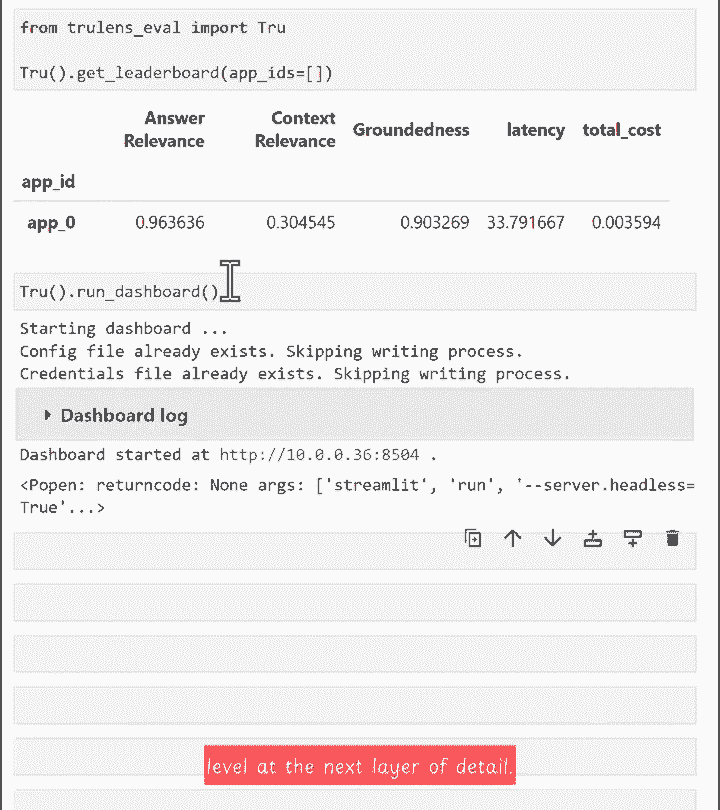 from trulens_eval import Tru
Tru().get_leaderboard(app_ids=[])
Answer Relevance Context Relevance Groundedness latency total_cost
app_id
app_0 0.963636 0.304545 0.903269 33.791667 0.003594
Tru().run_dashboard()
Starting dashboard ...
Config file already exists. Skipping writing process.
Credentials file already exists. Skipping writing process.
Dashboard log
Dashboard started at http://10.0.0.36:8504 .
<Popen: returncode: None args: ['streamlit', 'run', '--server.headless=
True'...>
level at the next layer of detail.